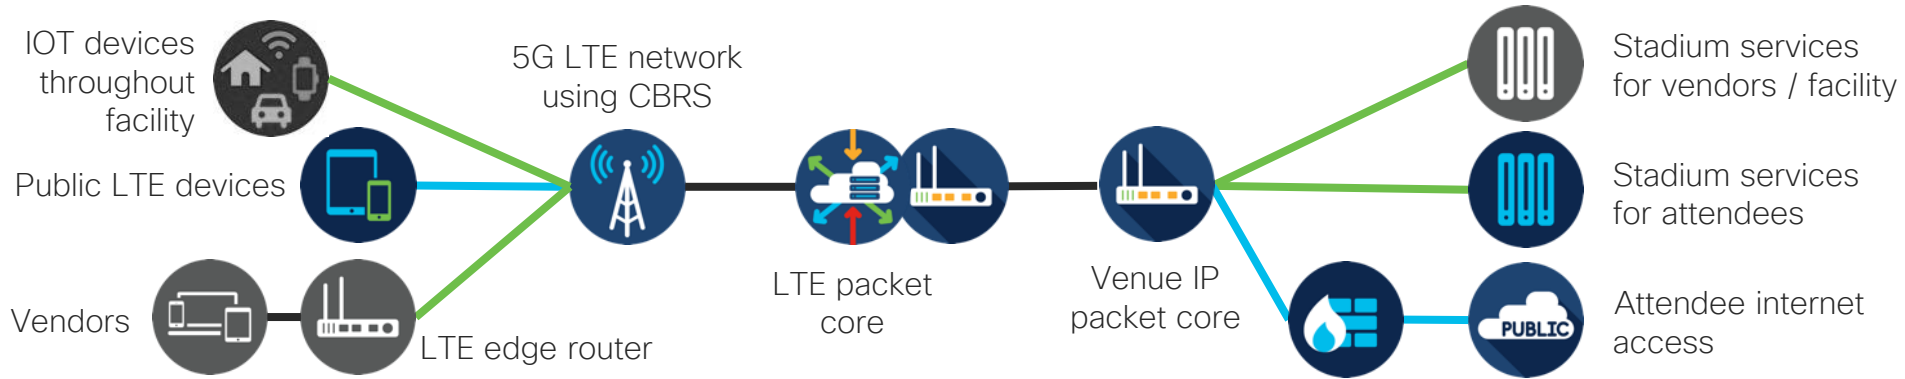 IOT devices
throughout
facility
Public LTE devices
Vendors
LTE edge router
5G LTE network
using CBRS
LTE packet
core
Venue IP
packet core
Stadium services
for vendors / facility
Stadium services
for attendees
PUBLIC
Attendee internet
access